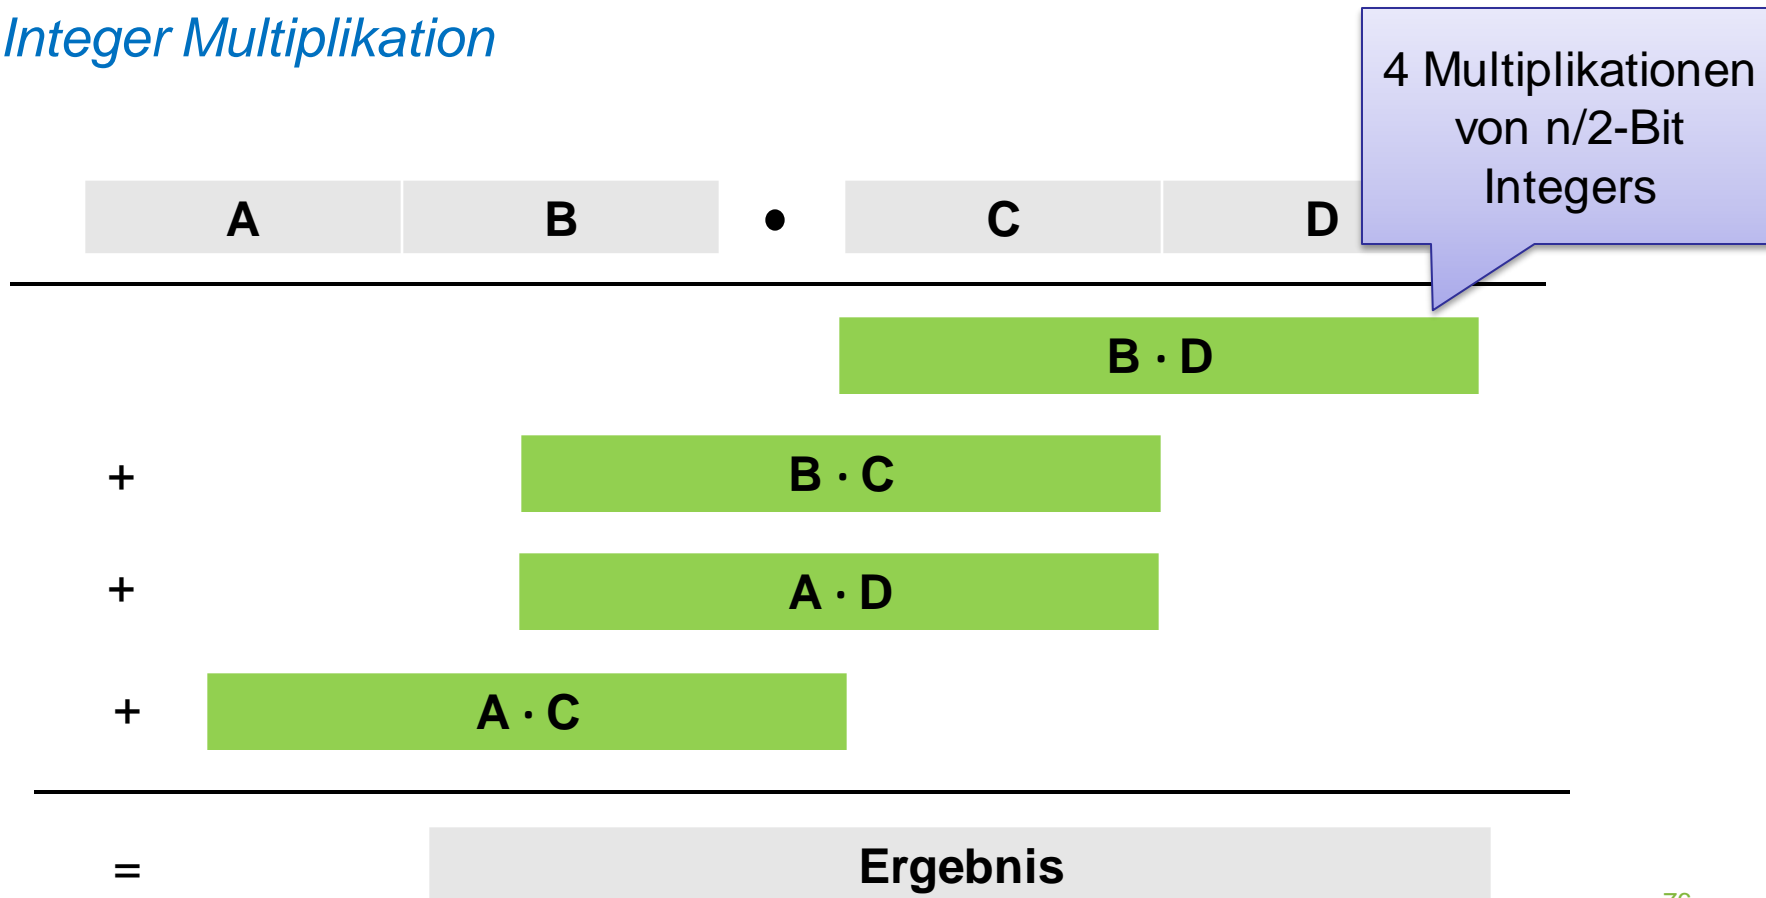 Integer Multiplikation
4 Multiplikationen
von n/2-Bit
Integers
A B • C D
B · D
+ B · C
+ A · D
+ A · C
= Ergebnis